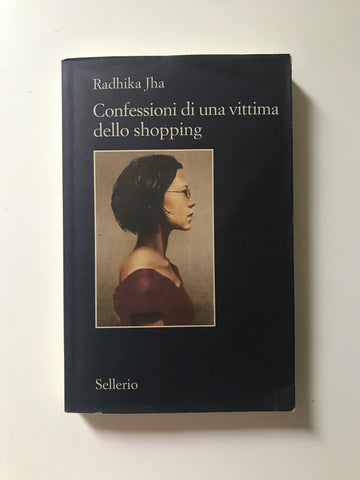 Radhika Jha
Confessioni di una vittima
dello shopping
Sellerio